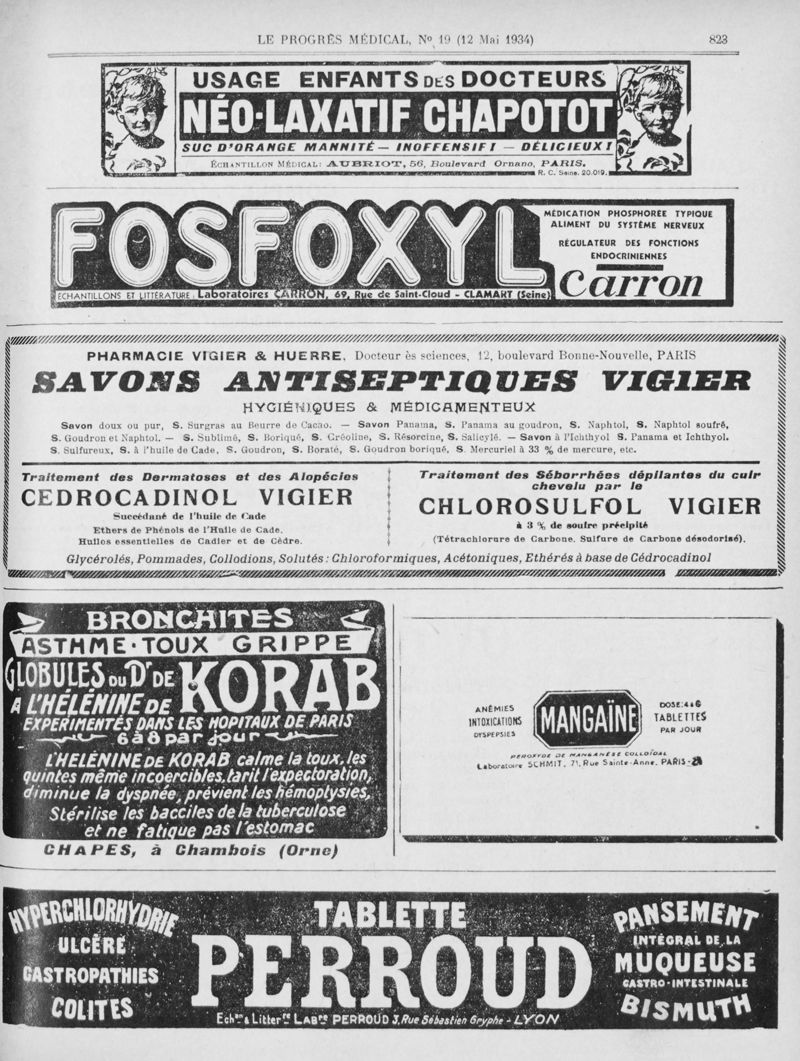 LE PROGRÈS MÉDICAL, No 19 (12 Mai 1934) 823
USAGE ENFANTS DES DOCTEURS
NÉO-LAXATIF CHAPOTOT
SUC D'ORANGE MANNITÉ — INOFFENSIF! — DÉLICIEUX!
ÉCHANTILLON MÉDICAL: AUBRIOT, 56, Boulevard Ornano, PARIS.
R. C. Seine. 20.019.
FOSFOXYL
MÉDICATION PHOSPHORÉE TYPIQUE
ALIMENT DU SYSTÈME NERVEUX
RÉGULATEUR DES FONCTIONS
ENDOCRINIENNES
Carron
ÉCHANTILLONS ET LITTÉRATURE: Laboratoires CARRON, 69, Rue de Saint-Cloud - CLAMART (Seine)
PHARMACIE VIGIER & HUERRE, Docteur ès sciences, 12, boulevard Bonne-Nouvelle, PARIS
SAVONS ANTISEPTIQUES VIGIER
HYGIÉNIQUES & MÉDICAMENTEUX
Savon doux ou pur, S. Surgras au Beurre de Cacao. — Savon Panama, S. Panama au goudron, S. Naphtol, S. Naphtol soufré,
S. Goudron et Naphtol. — S. Sublimé, S. Boriqué, S. Créoline, S. Résorcine, S. Salicylé. — Savon à l'Ichthyol S. Panama et Ichthyol.
S. Sulfureux, S. à l'huile de Cade, S. Goudron, S. Boraté, S. Goudron boriqué, S. Mercuriel à 33 % de mercure, etc.
Traitement des Dermatoses et des Alopécies
CEDROCADINOL VIGIER
Succédané de l'huile de Cade
Ethers de Phénols de l'Huile de Cade.
Huiles essentielles de Cadier et de Cèdre.
Traitement des Séborrhées dépilantes du cuir
chevelu par le
CHLOROSULFOL VIGIER
à 3 % de soufre précipité
(Tétrachlorure de Carbone. Sulfure de Carbone désodorisé).
Glycérolés, Pommades, Collodions, Solutés: Chloroformiques, Acétoniques, Ethérés à base de Cédrocadinol
BRONCHITES
ASTHME·TOUX GRIPPE
GLOBULES DU Dr DE KORAB
A L'HÉLÉNINE DE
EXPÉRIMENTÉS DANS LES HOPITAUX DE PARIS
6 à 8 par jour
L'HELENINE DE KORAB calme la toux, les
quintes même incoercibles, tarit l'expectoration,
diminue la dyspnée, prévient les hémoptysies,
Stérilise les bacciles de la tuberculose
et ne fatigue pas l'estomac
CHAPES, à Chambois (Orne)
ANÉMIES
INTOXICATIONS
DYSPEPSIES
MANGAÏNE
DOSE: 4 à 6
TABLETTES
PAR JOUR
PEROXYDE DE MANGANÈSE COLLOÏDAL
Laboratoire SCHMIT, 71, Rue Sainte-Anne. PARIS-2
HYPERCHLORHYDRIE
ULCÈRE
GASTROPATHIES
COLITES
TABLETTE
PERROUD
Echons & Litterre LABres PERROUD 3, Rue Sébastien Gryphe - LYON
PANSEMENT
INTÉGRAL DE LA
MUQUEUSE
GASTRO-INTESTINALE
BISMUTH